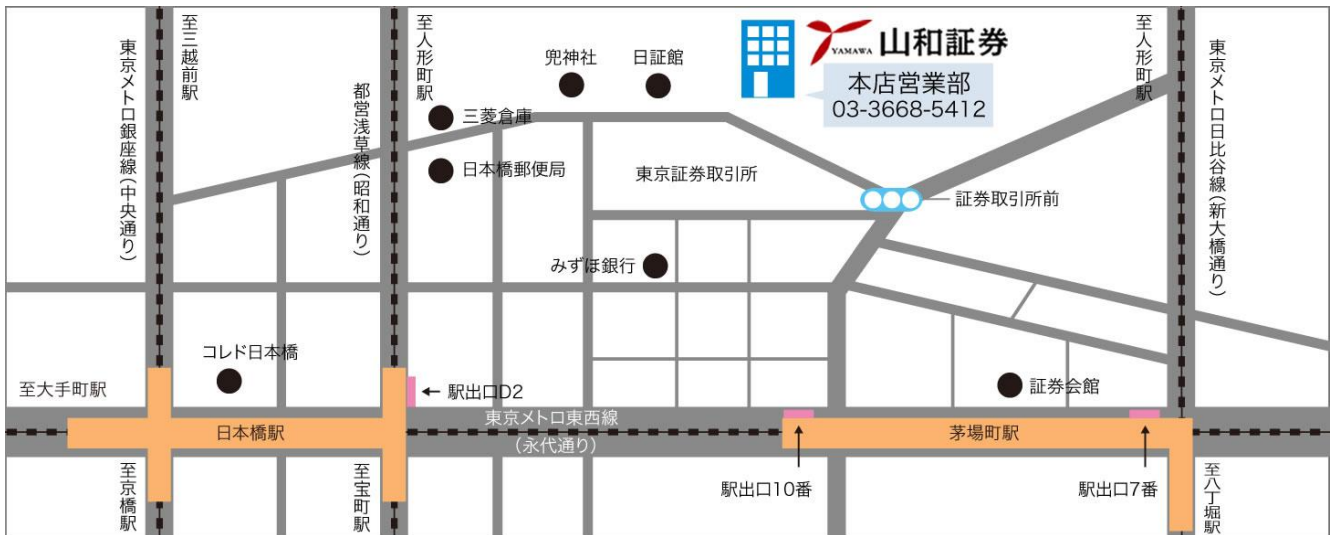 至三越前駅
東京メトロ銀座線(中央通り)
至人形町駅
都営浅草線(昭和通り)
兜神社
日証館
三菱倉庫
日本橋郵便局
YAMAWA 山和証券
本店営業部
03-3668-5412
至人形町駅
東京メトロ日比谷線(新大橋通り)
東京証券取引所
証券取引所前
みずほ銀行
コレド日本橋
至大手町駅
駅出口D2
証券会館
東京メトロ東西線
(永代通り)
日本橋駅
茅場町駅
至京橋駅
至宝町駅
駅出口10番
駅出口7番
至八丁堀駅